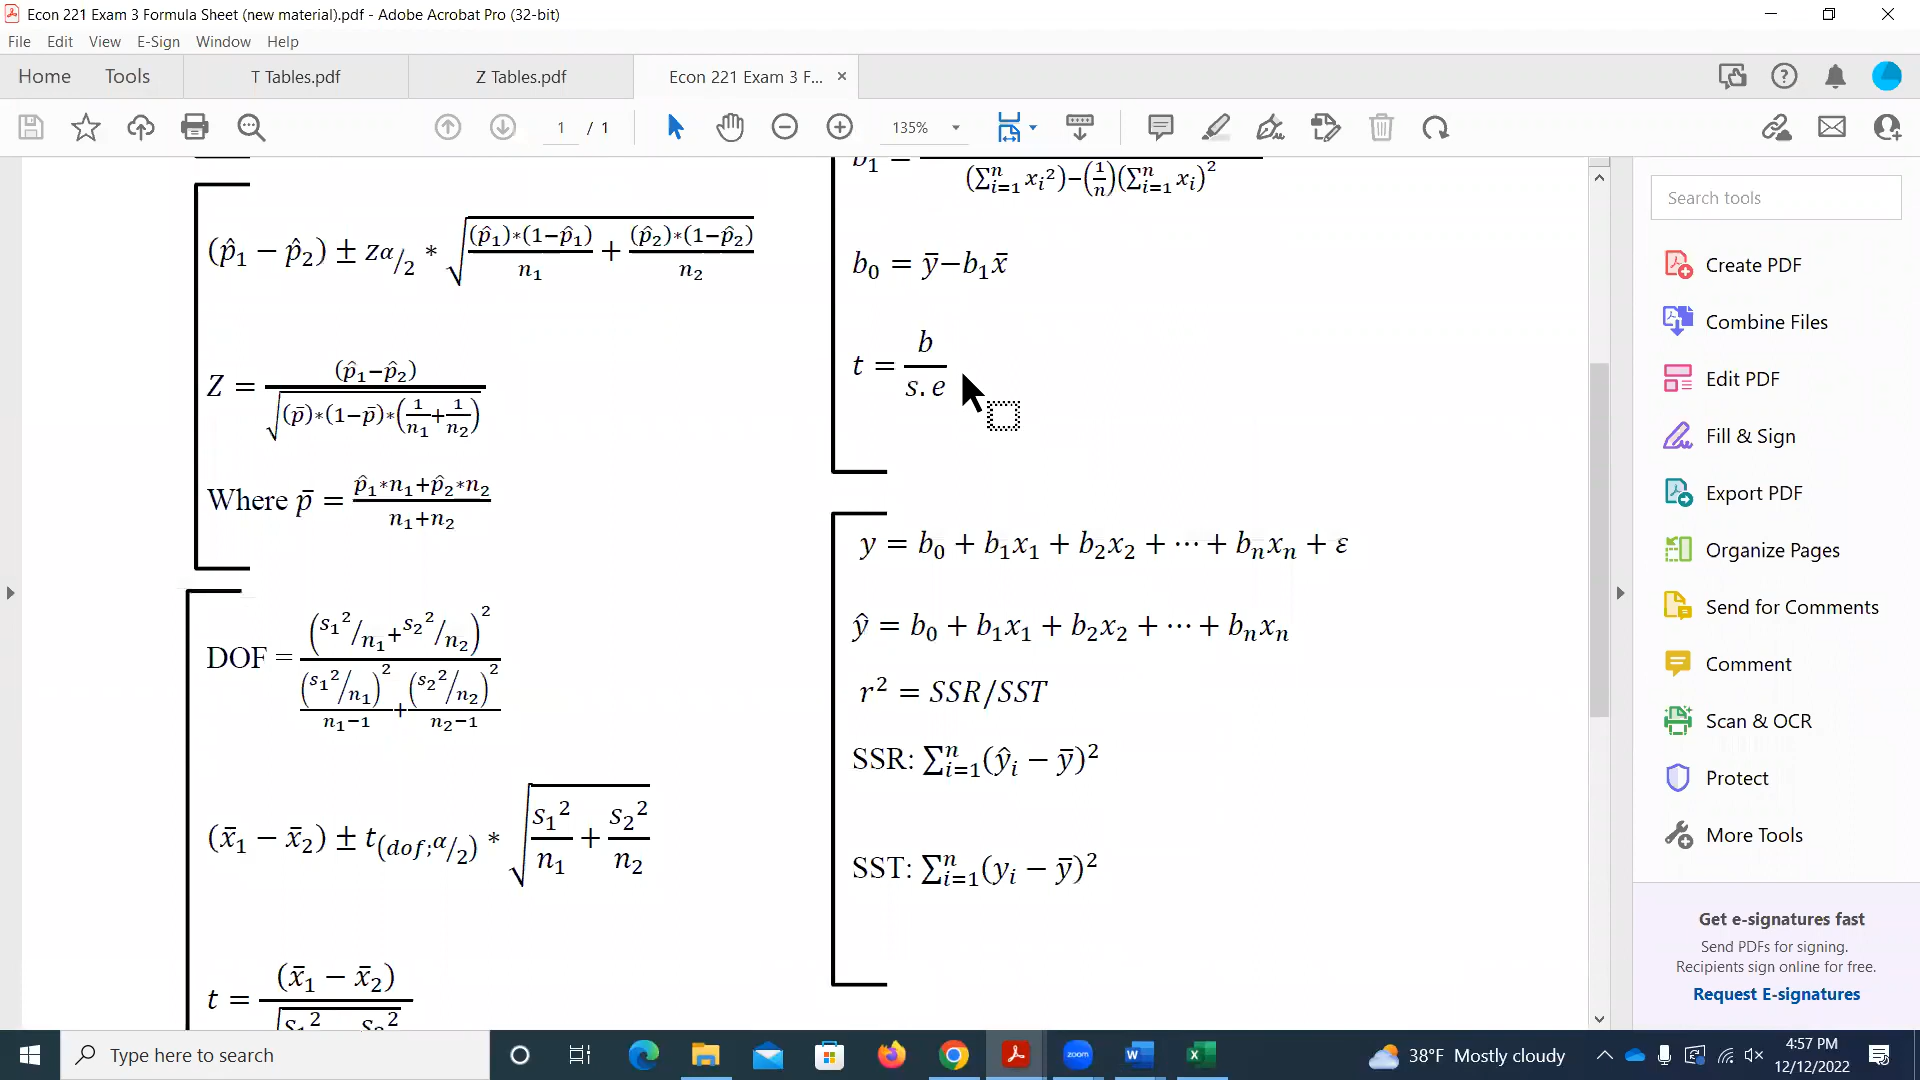 Econ 221 Exam 3 Formula Sheet (new material).pdf - Adobe Acrobat Pro (32-bit)
File Edit View E-Sign Window Help
Home Tools T Tables.pdf Z Tables.pdf Econ 221 Exam 3 F... ×
1 / 1 135%
(p̂₁ − p̂₂) ± zα/₂ * √((p̂₁)*(1−p̂₁)/n₁ + (p̂₂)*(1−p̂₂)/n₂)
Z = (p̂₁−p̂₂) / √((p̄)*(1−p̄)*(1/n₁+1/n₂))
Where p̄ = (p̂₁*n₁+p̂₂*n₂)/(n₁+n₂)
DOF = (s₁²/n₁+s₂²/n₂)² / ((s₁²/n₁)²/(n₁−1) + (s₂²/n₂)²/(n₂−1))
(x̄₁ − x̄₂) ± t(dof;α/₂) * √(s₁²/n₁ + s₂²/n₂)
t = (x̄₁ − x̄₂) / √(s₁² s₂²
b₁ = / (∑ⁿᵢ₌₁ xᵢ²)−(1/n)(∑ⁿᵢ₌₁ xᵢ)²
b₀ = ȳ−b₁x̄
t = b / s.e
y = b₀ + b₁x₁ + b₂x₂ + ⋯ + bₙxₙ + ε
ŷ = b₀ + b₁x₁ + b₂x₂ + ⋯ + bₙxₙ
r² = SSR/SST
SSR: ∑ⁿᵢ₌₁(ŷᵢ − ȳ)²
SST: ∑ⁿᵢ₌₁(yᵢ − ȳ)²
Search tools
Create PDF
Combine Files
Edit PDF
Fill & Sign
Export PDF
Organize Pages
Send for Comments
Comment
Scan & OCR
Protect
More Tools
Get e-signatures fast
Send PDFs for signing.
Recipients sign online for free.
Request E-signatures
Type here to search
zoom
38°F Mostly cloudy
4:57 PM
12/12/2022